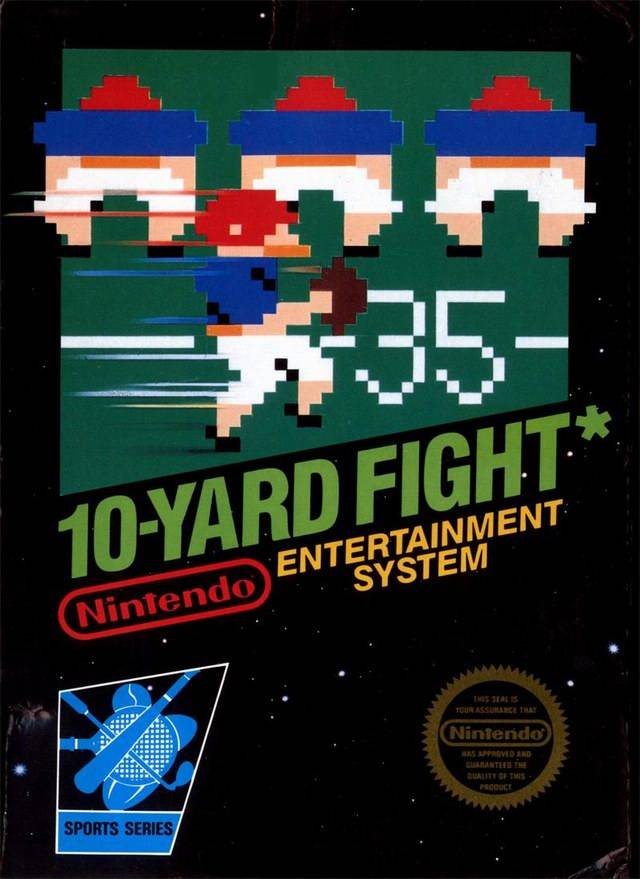 35
10-YARD FIGHT*
Nintendo®
ENTERTAINMENT
SYSTEM
SPORTS SERIES
THIS SEAL IS
YOUR ASSURANCE THAT
Nintendo®
HAS APPROVED AND
GUARANTEED THE
QUALITY OF THIS
PRODUCT